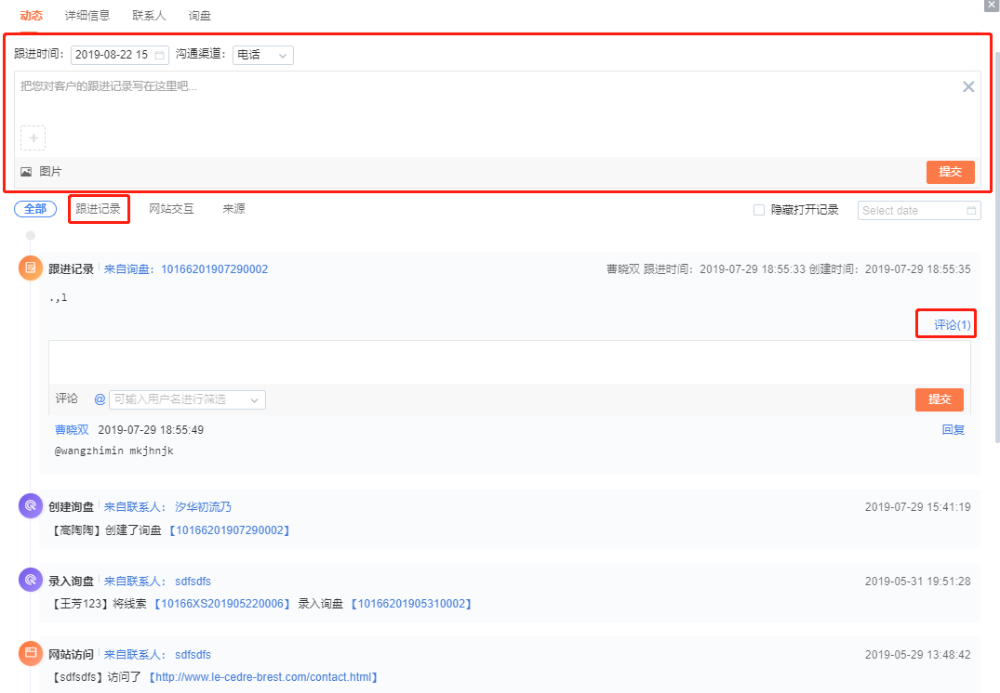 动态 详细信息 联系人 询盘
跟进时间: 2019-08-22 15 沟通渠道: 电话
把您对客户的跟进记录写在这里吧...
图片 提交
全部 跟进记录 网站交互 来源 隐藏打开记录 Select date
跟进记录 来自询盘: 10166201907290002 曹晓双 跟进时间: 2019-07-29 18:55:33 创建时间: 2019-07-29 18:55:35
.,1
评论(1)
评论 @ 可输入用户名进行筛选 提交
曹晓双 2019-07-29 18:55:49 回复
@wangzhimin mkjhnjk
创建询盘 来自联系人: 汐华初流乃 2019-07-29 15:41:19
【高陶陶】创建了询盘【10166201907290002】
录入询盘 来自联系人: sdfsdfs 2019-05-31 19:51:28
【王芳123】将线索【10166XS201905220006】录入询盘【10166201905310002】
网站访问 来自联系人: sdfsdfs 2019-05-29 13:48:42
【sdfsdfs】访问了【http://www.le-cedre-brest.com/contact.html】